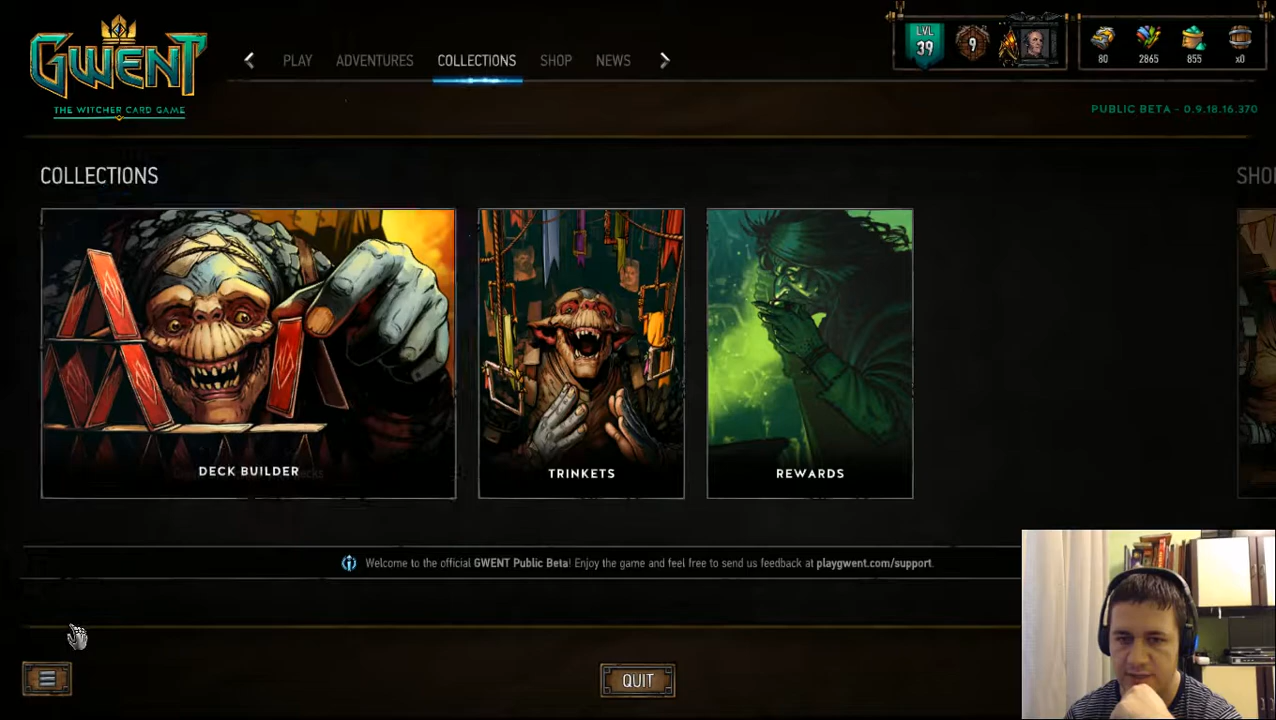 GWENT
THE WITCHER CARD GAME
PLAY
ADVENTURES
COLLECTIONS
SHOP
NEWS
LVL
39
9
80
2865
855
x0
PUBLIC BETA - 0.9.18.16.370
COLLECTIONS
SHO
DECK BUILDER
TRINKETS
REWARDS
Welcome to the official GWENT Public Beta! Enjoy the game and feel free to send us feedback at playgwent.com/support.
QUIT